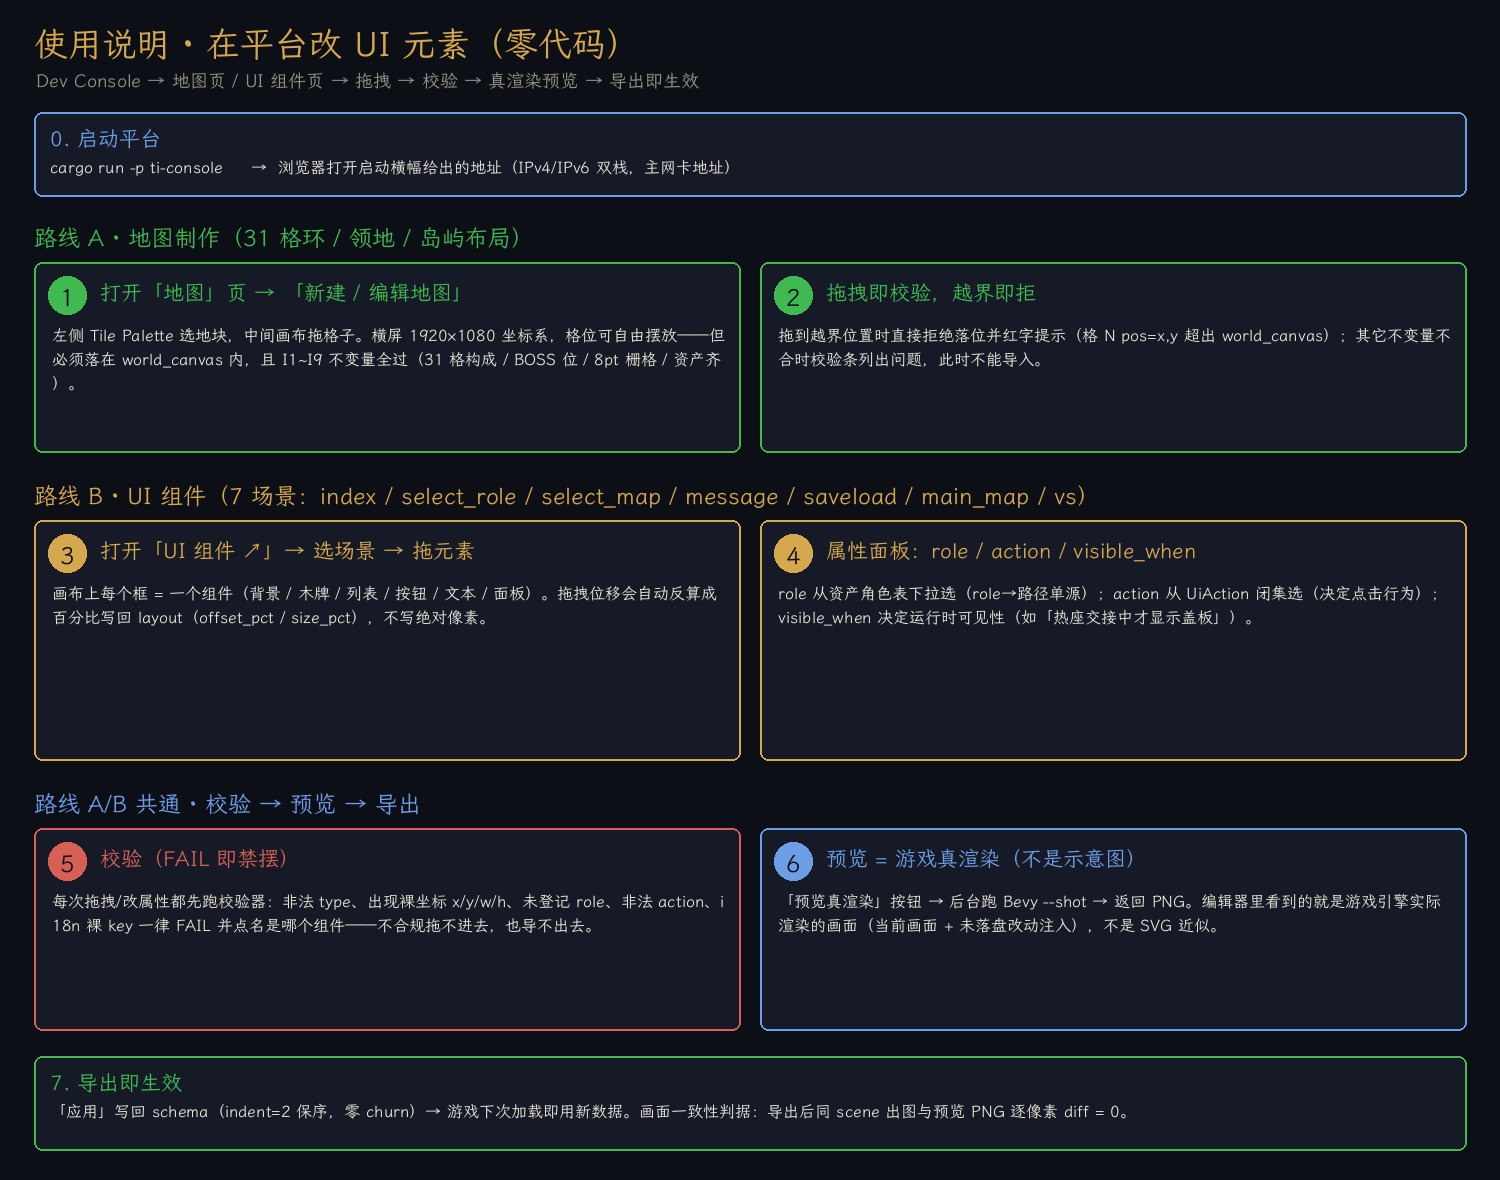 使用说明·在平台改 UI 元素（零代码）
Dev Console → 地图页 / UI 组件页 → 拖拽 → 校验 → 真渲染预览 → 导出即生效
0. 启动平台
cargo run -p ti-console → 浏览器打开启动横幅给出的地址（IPv4/IPv6 双栈，主网卡地址）
路线 A·地图制作（31 格环 / 领地 / 岛屿布局）
1 打开「地图」页 → 「新建 / 编辑地图」
左侧 Tile Palette 选地块，中间画布拖格子。横屏 1920×1080 坐标系，格位可自由摆放——但
必须落在 world_canvas 内，且 I1~I9 不变量全过（31 格构成 / BOSS 位 / 8pt 栅格 / 资产齐
）。
2 拖拽即校验，越界即拒
拖到越界位置时直接拒绝落位并红字提示（格 N pos=x,y 超出 world_canvas）；其它不变量不
合时校验条列出问题，此时不能导入。
路线 B·UI 组件（7 场景：index / select_role / select_map / message / saveload / main_map / vs）
3 打开「UI 组件 ↗」→ 选场景 → 拖元素
画布上每个框 = 一个组件（背景 / 木牌 / 列表 / 按钮 / 文本 / 面板）。拖拽位移会自动反算成
百分比写回 layout（offset_pct / size_pct），不写绝对像素。
4 属性面板：role / action / visible_when
role 从资产角色表下拉选（role→路径单源）；action 从 UiAction 闭集选（决定点击行为）；
visible_when 决定运行时可见性（如「热座交接中才显示盖板」）。
路线 A/B 共通·校验 → 预览 → 导出
5 校验（FAIL 即禁摆）
每次拖拽/改属性都先跑校验器：非法 type、出现裸坐标 x/y/w/h、未登记 role、非法 action、i
18n 裸 key 一律 FAIL 并点名是哪个组件——不合规拖不进去，也导不出去。
6 预览 = 游戏真渲染（不是示意图）
「预览真渲染」按钮 → 后台跑 Bevy --shot → 返回 PNG。编辑器里看到的就是游戏引擎实际
渲染的画面（当前画面 + 未落盘改动注入），不是 SVG 近似。
7. 导出即生效
「应用」写回 schema（indent=2 保序，零 churn）→ 游戏下次加载即用新数据。画面一致性判据：导出后同 scene 出图与预览 PNG 逐像素 diff = 0。